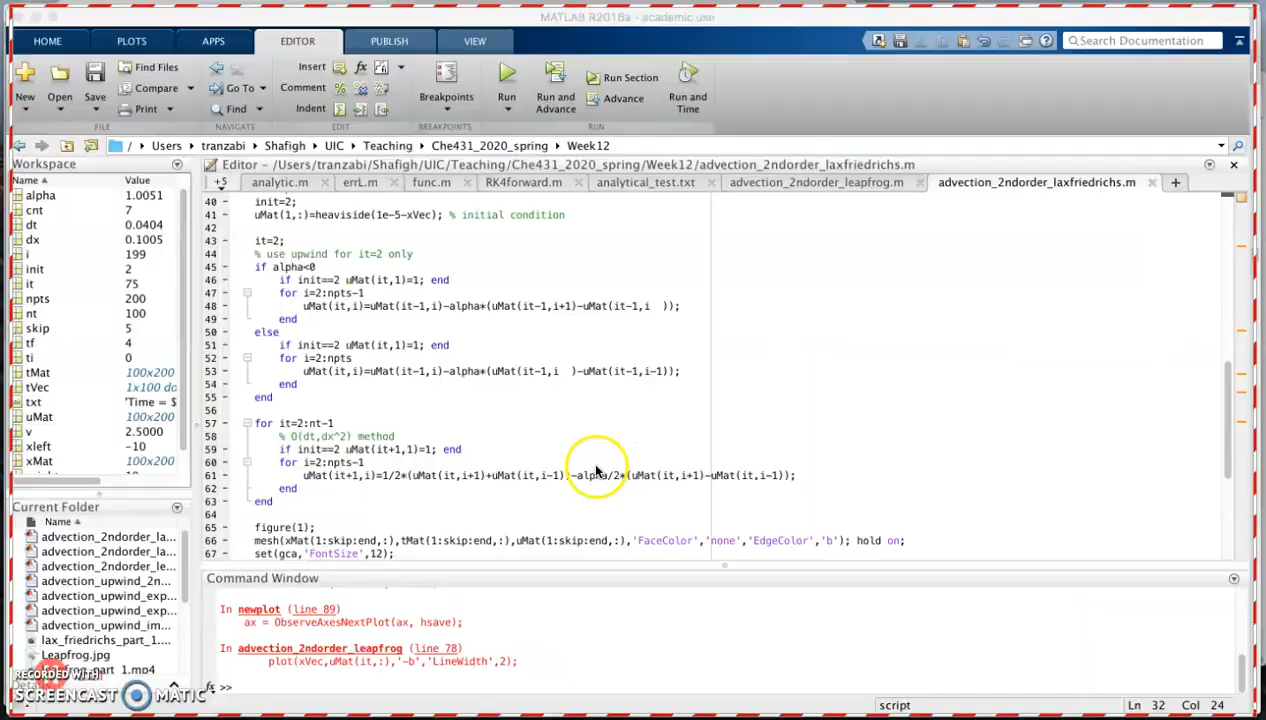 MATLAB R2016a - academic use
HOME PLOTS APPS EDITOR PUBLISH VIEW
Search Documentation
New Open Save
Find Files
Compare
Print
Go To
Find
Insert
Comment
Indent
Breakpoints
Run
Run and Advance
Run Section
Advance
Run and Time
FILE NAVIGATE EDIT BREAKPOINTS RUN
/ Users tranzabi Shafigh UIC Teaching Che431_2020_spring Week12
Workspace
Name Value
alpha 1.0051
cnt 7
dt 0.0404
dx 0.1005
i 199
init 2
it 75
npts 200
nt 100
skip 5
tf 4
ti 0
tMat 100x200
tVec 1x100 do
txt 'Time = $
uMat 100x200
v 2.5000
xleft -10
xMat 100x200
Current Folder
Name
advection_2ndorder_la...
advection_2ndorder_la...
advection_2ndorder_le...
advection_upwind_2n...
advection_upwind_exp...
advection_upwind_exp...
advection_upwind_im...
lax_friedrichs_part_1....
Leapfrog.jpg
RECORDED WITH
SCREENCAST MATIC
Editor - /Users/tranzabi/Shafigh/UIC/Teaching/Che431_2020_spring/Week12/advection_2ndorder_laxfriedrichs.m
+5 analytic.m errL.m func.m RK4forward.m analytical_test.txt advection_2ndorder_leapfrog.m advection_2ndorder_laxfriedrichs.m
40 init=2;
41 uMat(1,:)=heaviside(1e-5-xVec); % initial condition
42
43 it=2;
44 % use upwind for it=2 only
45 if alpha<0
46 if init==2 uMat(it,1)=1; end
47 for i=2:npts-1
48 uMat(it,i)=uMat(it-1,i)-alpha*(uMat(it-1,i+1)-uMat(it-1,i  ));
49 end
50 else
51 if init==2 uMat(it,1)=1; end
52 for i=2:npts
53 uMat(it,i)=uMat(it-1,i)-alpha*(uMat(it-1,i  )-uMat(it-1,i-1));
54 end
55 end
56
57 for it=2:nt-1
58 % O(dt,dx^2) method
59 if init==2 uMat(it+1,1)=1; end
60 for i=2:npts-1
61 uMat(it+1,i)=1/2*(uMat(it,i+1)+uMat(it,i-1))-alpha/2*(uMat(it,i+1)-uMat(it,i-1));
62 end
63 end
64
65 figure(1);
66 mesh(xMat(1:skip:end,:),tMat(1:skip:end,:),uMat(1:skip:end,:),'FaceColor','none','EdgeColor','b'); hold on;
67 set(gca,'FontSize',12);
Command Window
In newplot (line 89)
ax = ObserveAxesNextPlot(ax, hsave);
In advection_2ndorder_leapfrog (line 78)
plot(xVec,uMat(it,:),'-b','LineWidth',2);
fx >>
script Ln 32 Col 24